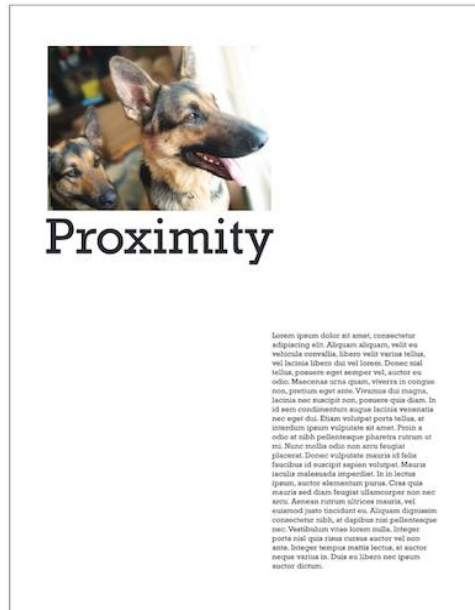 Proximity
Lorem ipsum dolor sit amet, consectetur
adipiscing elit. Aliquam aliquam, velit eu
vehicula convallis, libero velit varius tellus,
vel lacinia libero dui vel lorem. Donec nisl
tellus, posuere eget semper vel, auctor eu
odio. Maecenas urna quam, viverra in congue
non, pretium eget ante. Vivamus dui magna,
lacinia nec suscipit non, posuere quis diam. In
id sem condimentum augue lacinia venenatis
nec eget dui. Etiam volutpat porta tellus, at
interdum ipsum vulputate sit amet. Proin a
odio at nibh pellentesque pharetra rutrum ut
mi. Nunc mollis odio non arcu feugiat
placerat. Donec vulputate mauris id felis
faucibus id suscipit sapien volutpat. Mauris
iaculis malesuada imperdiet. In in lectus
ipsum, auctor elementum purus. Cras quis
mauris sed diam feugiat ullamcorper non nec
arcu. Aenean rutrum ultrices mauris, vel
euismod justo tincidunt eu. Aliquam dignissim
consectetur nibh, at dapibus nisi pellentesque
nec. Vestibulum vitae lorem nulla. Integer
porta nisl quis risus cursus auctor vel non
ante. Integer tempus mattis lectus, at auctor
neque varius in. Duis eu libero nec ipsum
auctor dictum.